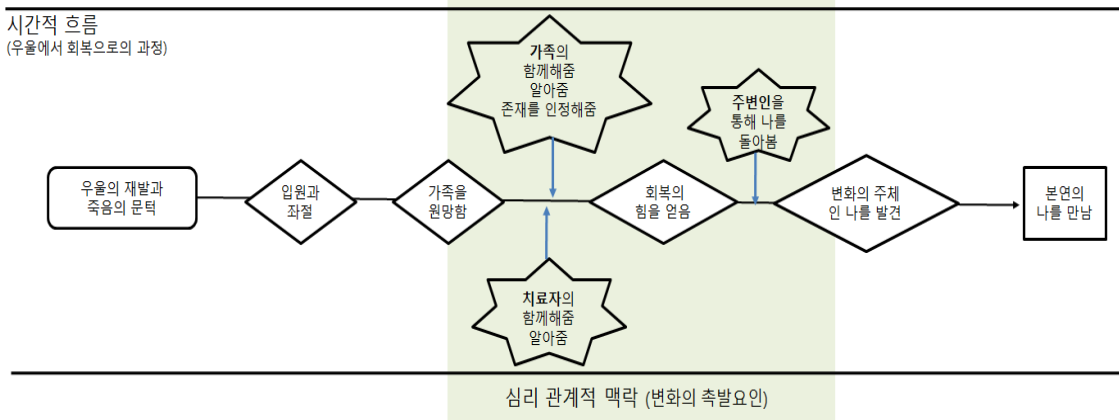 시간적 흐름
(우울에서 회복으로의 과정)
가족의
함께해줌
알아줌
존재를 인정해줌
주변인을
통해 나를
돌아봄
우울의 재발과
죽음의 문턱
입원과
좌절
가족을
원망함
회복의
힘을 얻음
변화의 주체
인 나를 발견
본연의
나를 만남
치료자의
함께해줌
알아줌
심리 관계적 맥락 (변화의 촉발요인)